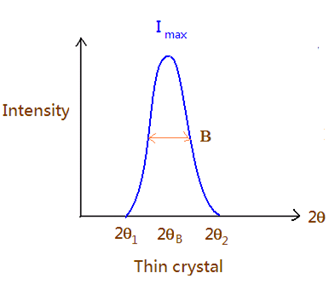 I max
Intensity
B
2θ
2θ1 2θB 2θ2
Thin crystal